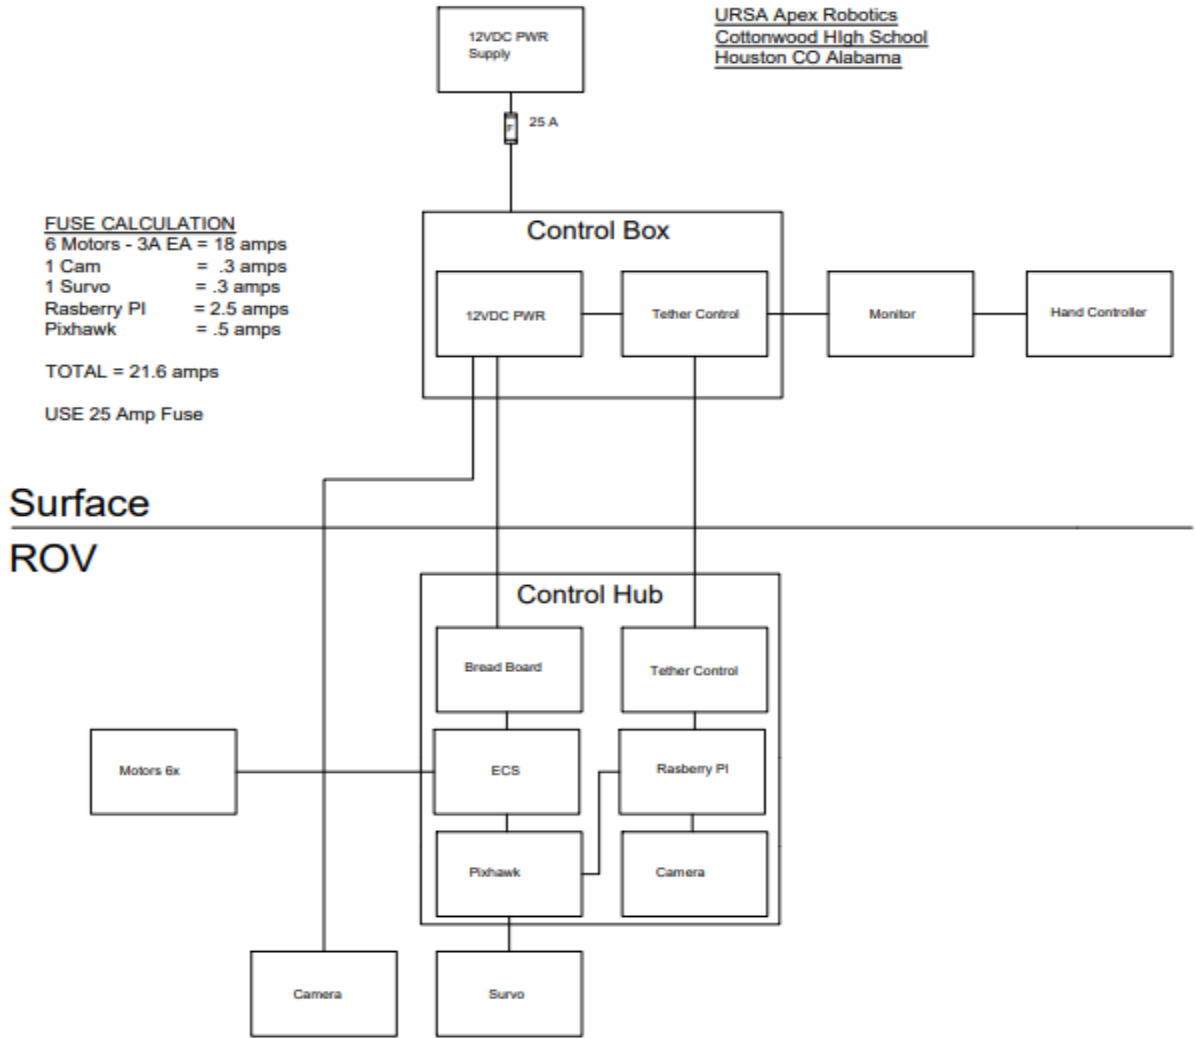 12VDC PWR
Supply
URSA Apex Robotics
Cottonwood HIgh School
Houston CO Alabama
F
25 A
FUSE CALCULATION
6 Motors - 3A EA = 18 amps
1 Cam = .3 amps
1 Survo = .3 amps
Rasberry PI = 2.5 amps
Pixhawk = .5 amps
TOTAL = 21.6 amps
USE 25 Amp Fuse
Control Box
12VDC PWR
Tether Control
Monitor
Hand Controller
Surface
ROV
Control Hub
Bread Board
Tether Control
Motors 6x
ECS
Rasberry PI
Pixhawk
Camera
Camera
Survo